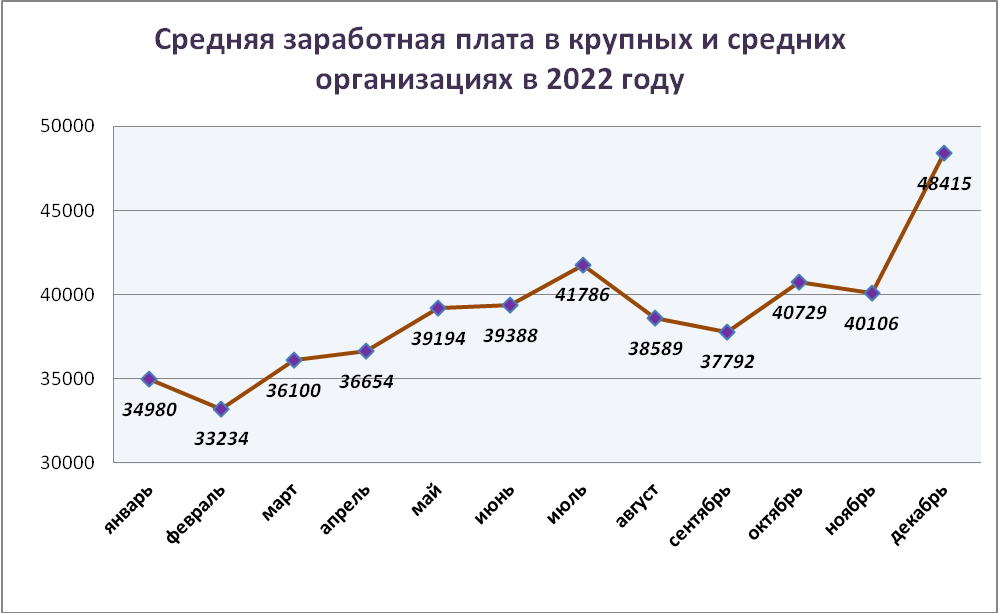 Средняя заработная плата в крупных и средних
организациях в 2022 году
50000
45000
40000
35000
30000
34980
33234
36100
36654
39194
39388
41786
38589
37792
40729
40106
48415
январь
февраль
март
апрель
май
июнь
июль
август
сентябрь
октябрь
ноябрь
декабрь